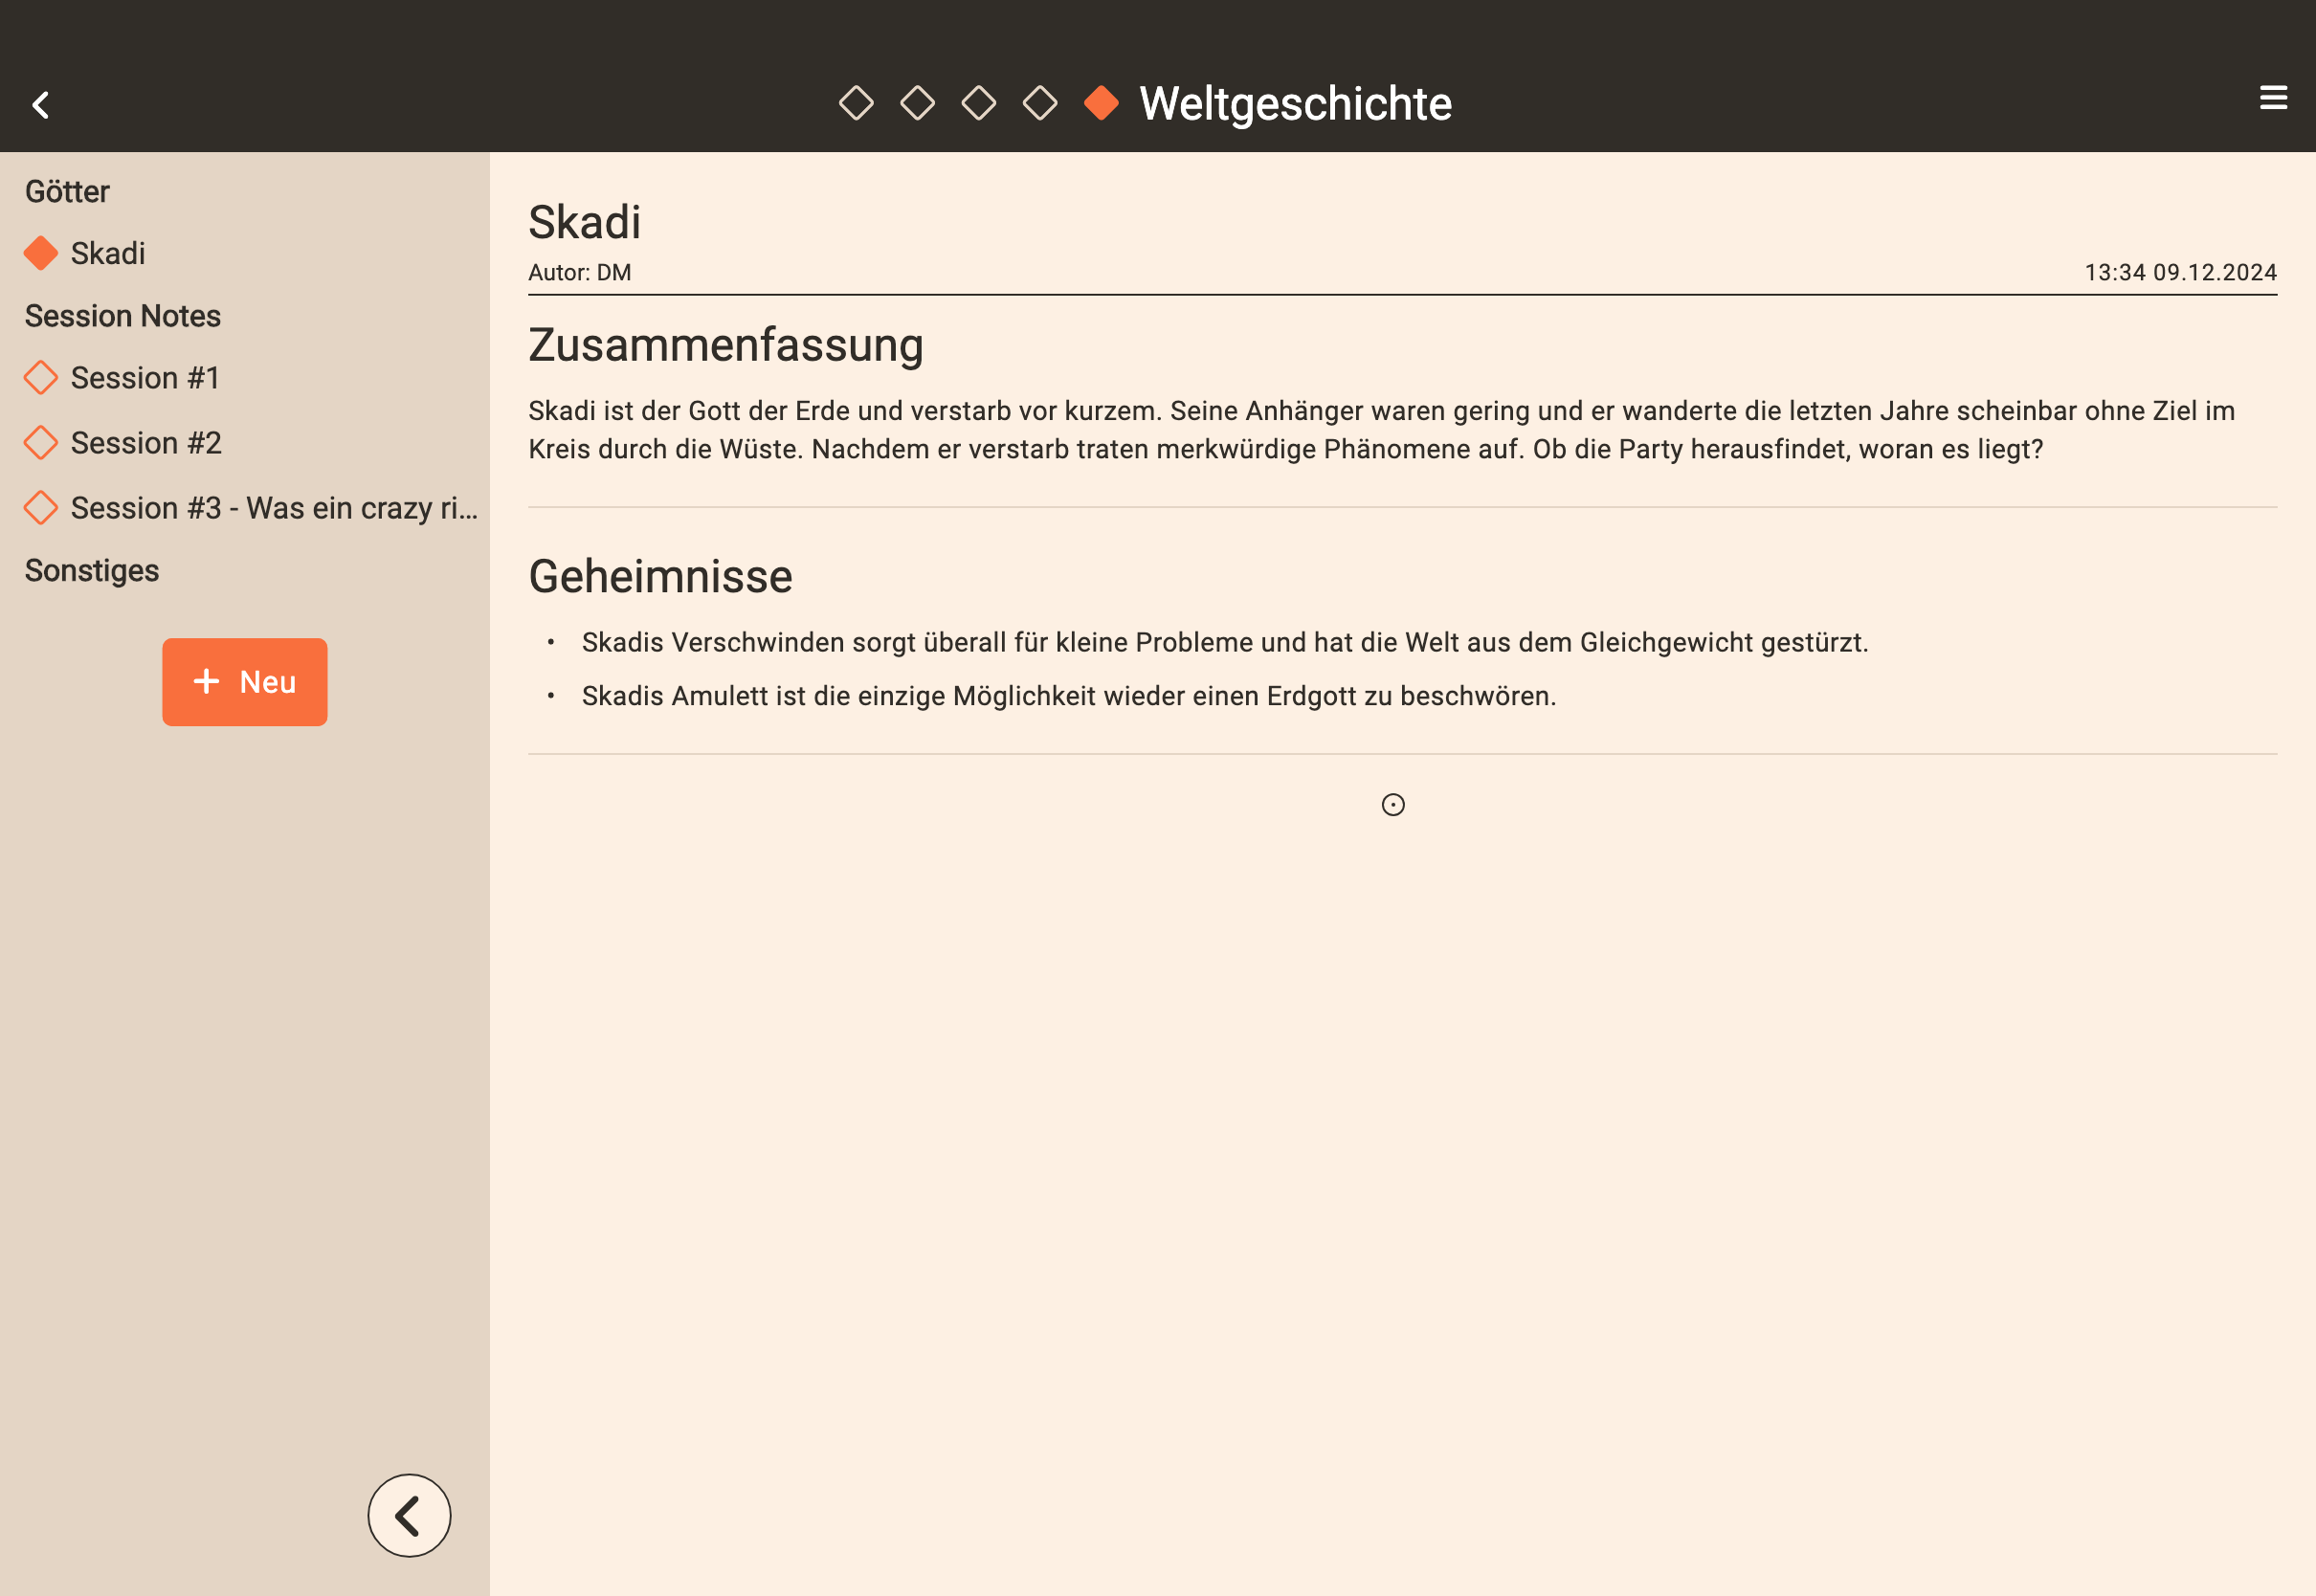 Weltgeschichte
Götter
Skadi
Session Notes
Session #1
Session #2
Session #3 - Was ein crazy ri...
Sonstiges
+ Neu
Skadi
Autor: DM
13:34 09.12.2024
Zusammenfassung
Skadi ist der Gott der Erde und verstarb vor kurzem. Seine Anhänger waren gering und er wanderte die letzten Jahre scheinbar ohne Ziel im
Kreis durch die Wüste. Nachdem er verstarb traten merkwürdige Phänomene auf. Ob die Party herausfindet, woran es liegt?
Geheimnisse
• Skadis Verschwinden sorgt überall für kleine Probleme und hat die Welt aus dem Gleichgewicht gestürzt.
• Skadis Amulett ist die einzige Möglichkeit wieder einen Erdgott zu beschwören.